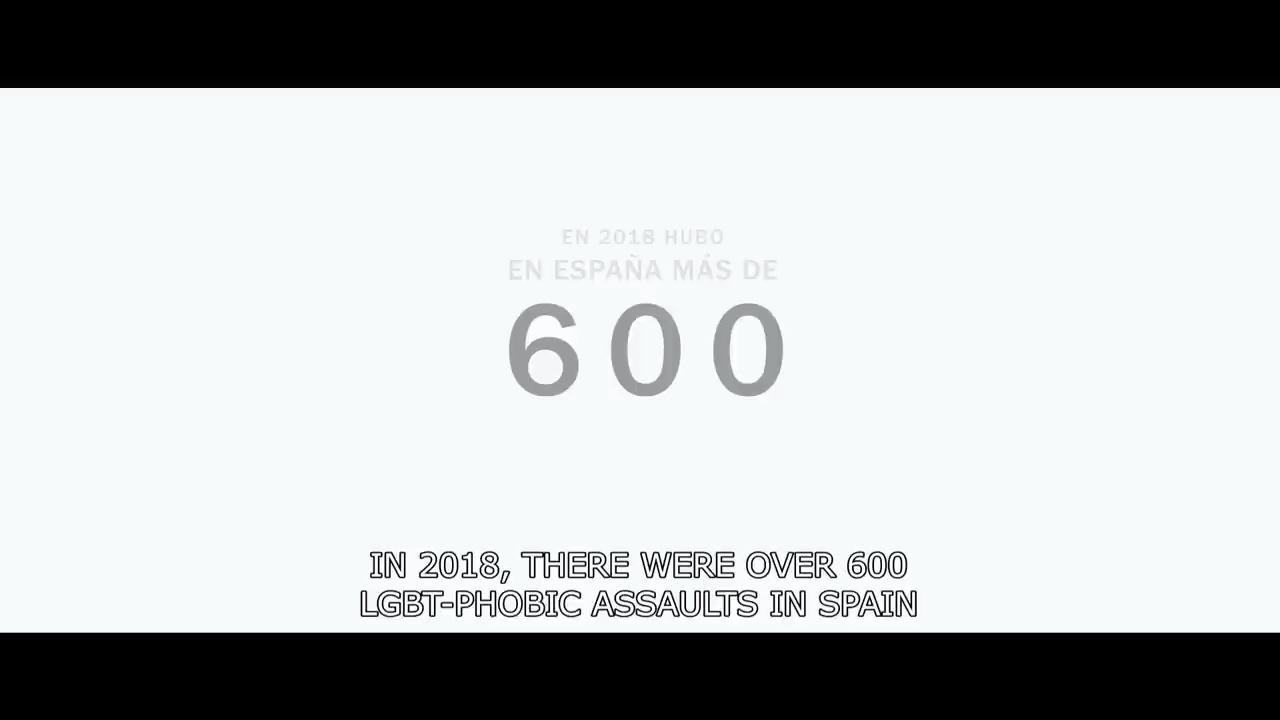 EN 2018 HUBO
EN ESPAÑA MÁS DE
600
IN 2018, THERE WERE OVER 600
LGBT-PHOBIC ASSAULTS IN SPAIN